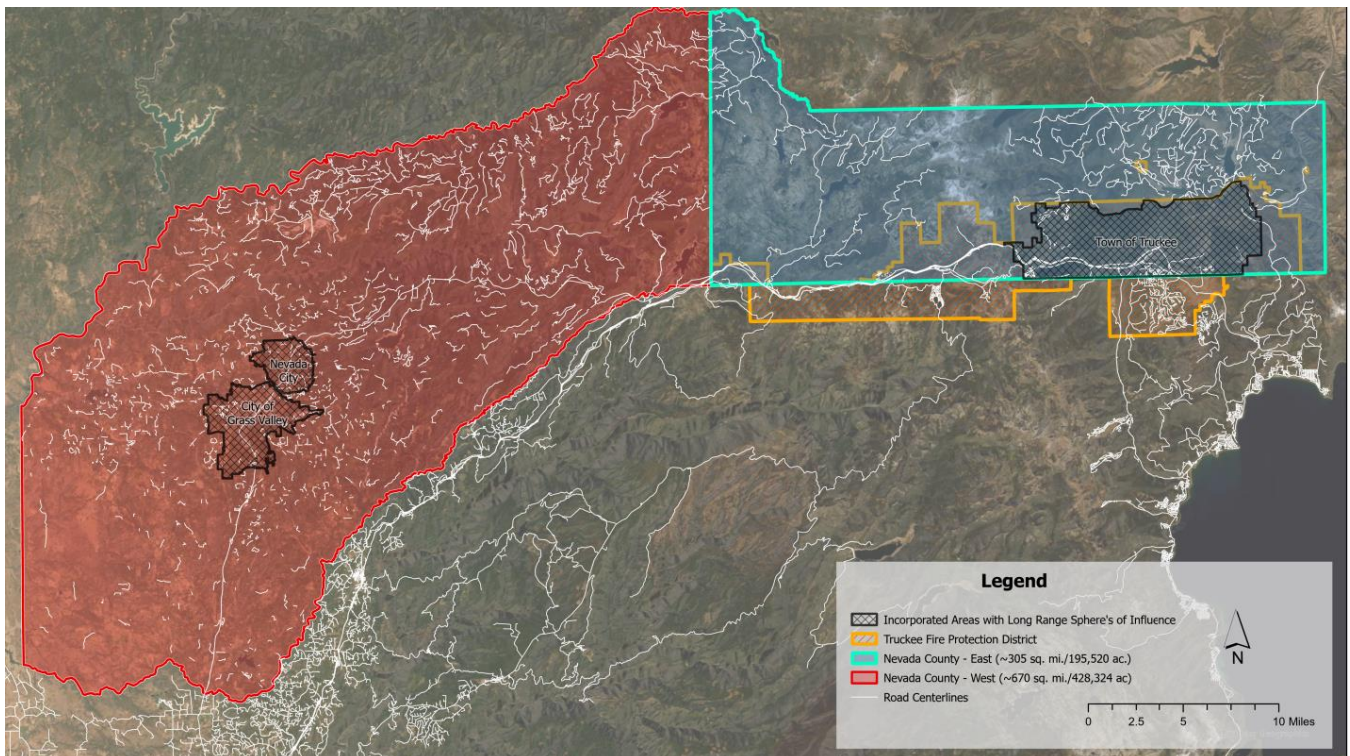 Town of Truckee
Nevada
City
City of
Grass Valley
Legend
Incorporated Areas with Long Range Sphere's of Influence
Truckee Fire Protection District
Nevada County - East (~305 sq. mi./195,520 ac.)
Nevada County - West (~670 sq. mi./428,324 ac)
Road Centerlines
N
0 2.5 5 10 Miles